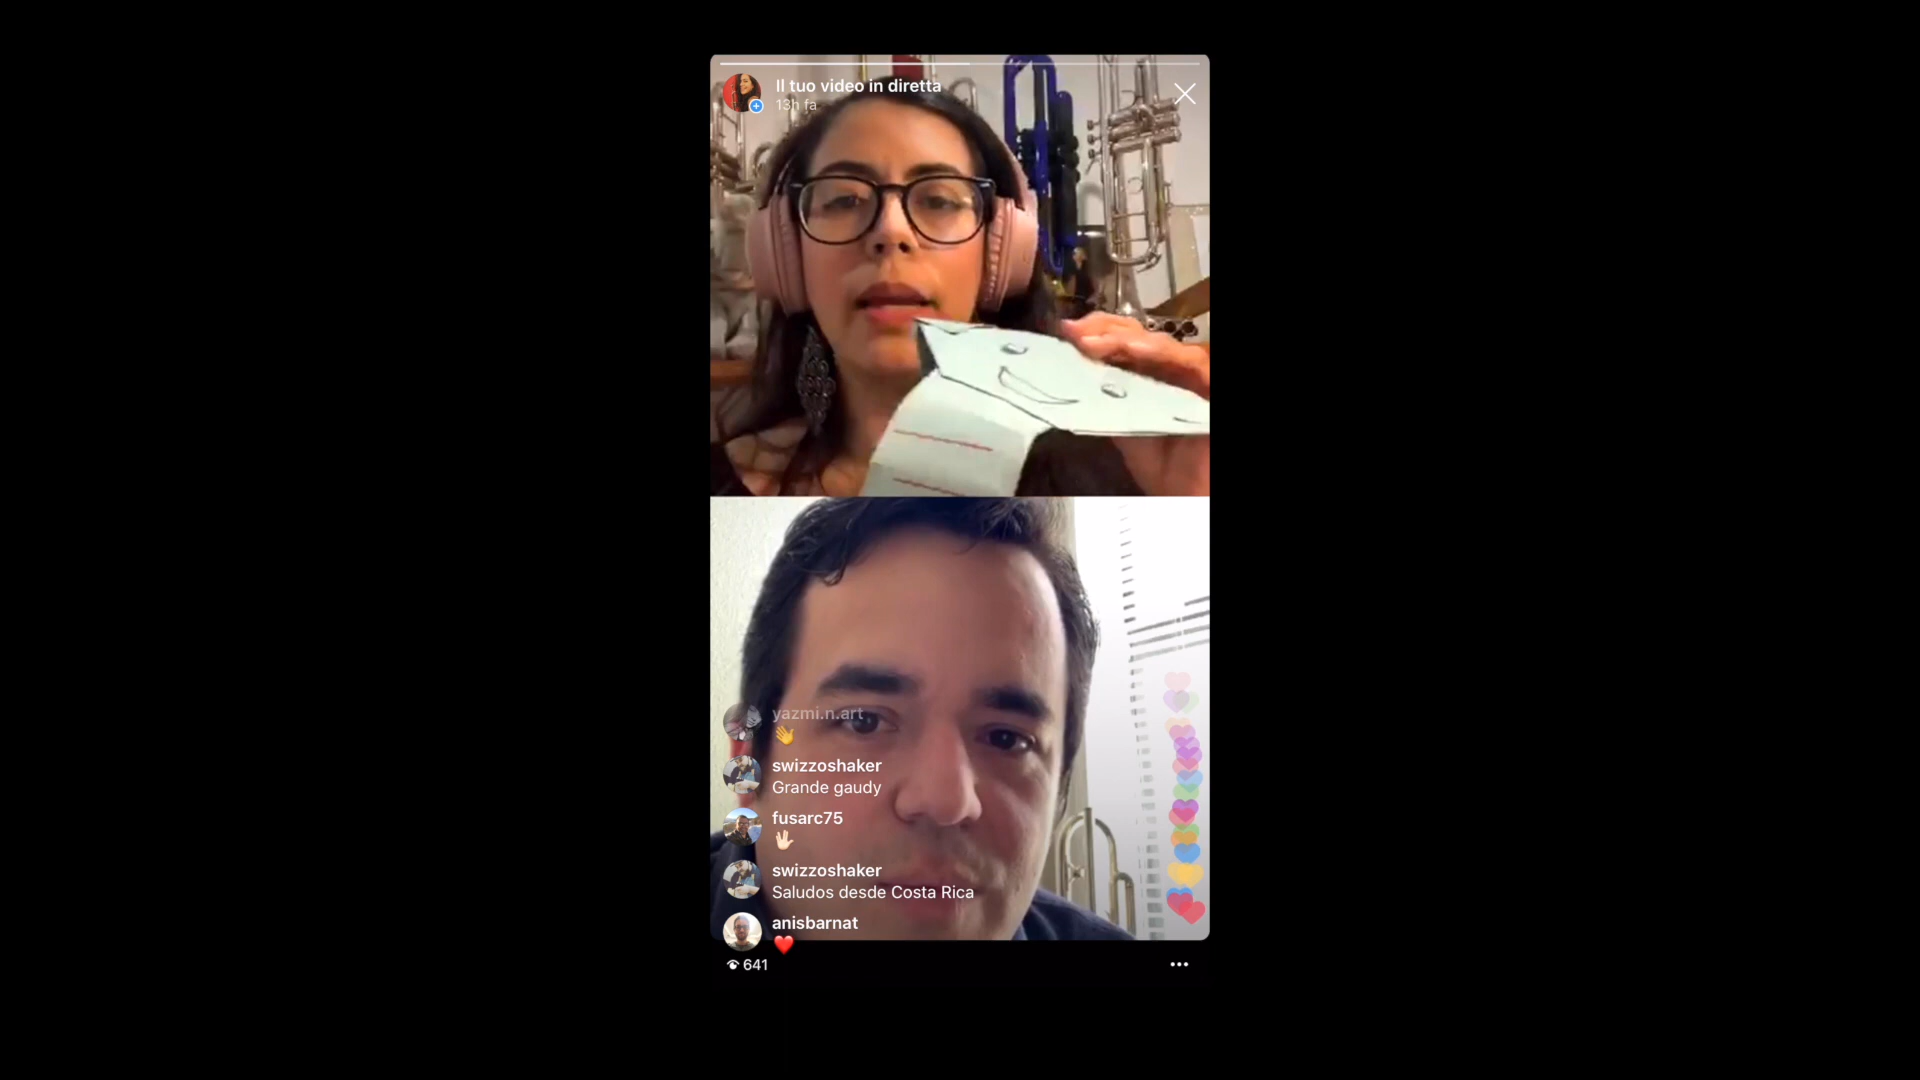 Il tuo video in diretta
13h fa
yazmi.n.art
👋
swizzoshaker
Grande gaudy
fusarc75
🖖🏻
swizzoshaker
Saludos desde Costa Rica
anisbarnat
❤️
641